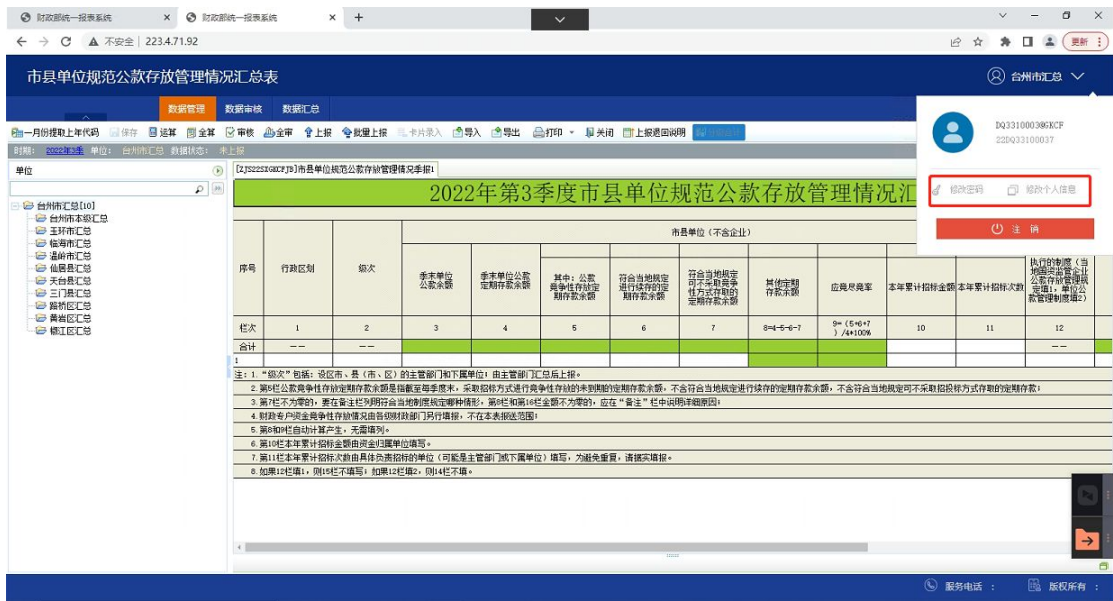 财政部统一报表系统
财政部统一报表系统
不安全 | 223.4.71.92
更新
市县单位规范公款存放管理情况汇总表
台州市汇总
数据管理 数据审核 数据汇总
一月份提取上年代码 保存 运算 全算 审核 全审 上报 批量上报 卡片录入 导入 导出 打印 关闭 上报退回说明
时期: 2022年3季 单位: 台州市汇总 数据状态: 未上报
22DQ33100037
修改密码 修改个人信息
注 销
单位
台州市汇总[10]
台州市本级汇总
玉环市汇总
临海市汇总
温岭市汇总
仙居县汇总
天台县汇总
三门县汇总
路桥区汇总
黄岩区汇总
椒江区汇总
2022年第3季度市县单位规范公款存放管理情况汇
市县单位(不含企业)
序号 行政区划 级次 季末单位公款余额 季末单位公款定期存款余额 其中:公款竞争性存放定期存款余额 符合当地规定进行续存的定期存款余额 符合当地规定可不采取竞争性方式存取的定期存款余额 其他定期存款余额 应竞尽竞率 本年累计招标金额 本年累计招标次数 执行的制度(当地国资监管企业公款存放管理规定填1,单位公款管理制度填2)
栏次 1 2 3 4 5 6 7 8=4-5-6-7 9=(5+6+7)/4*100% 10 11 12
合计 —— —— ——
1
注:1.“级次”包括:设区市、县(市、区)的主管部门和下属单位;由主管部门汇总后上报。
2.第5栏公款竞争性存放定期存款余额是指截至每季度末,采取招标方式进行竞争性存放的未到期的定期存款余额,不含符合当地规定进行续存的定期存款余额,不含符合当地规定可不采取招投标方式存取的定期存款;
3.第7栏不为零的,要在备注栏列明符合当地制度规定哪种情形,第8栏和第16栏金额不为零的,应在“备注”栏中说明详细原因;
4.财政专户资金竞争性存放情况由各级财政部门另行填报,不在本表报送范围;
5.第8和9栏自动计算产生,无需填列。
6.第10栏本年累计招标金额由资金归属单位填写。
7.第11栏本年累计招标次数由具体负责招标的单位(可能是主管部门或下属单位)填写,为避免重复,请据实填报。
8.如果12栏填1,则15栏不填写;如果12栏填2,则14栏不填。
服务电话 : 版权所有 :